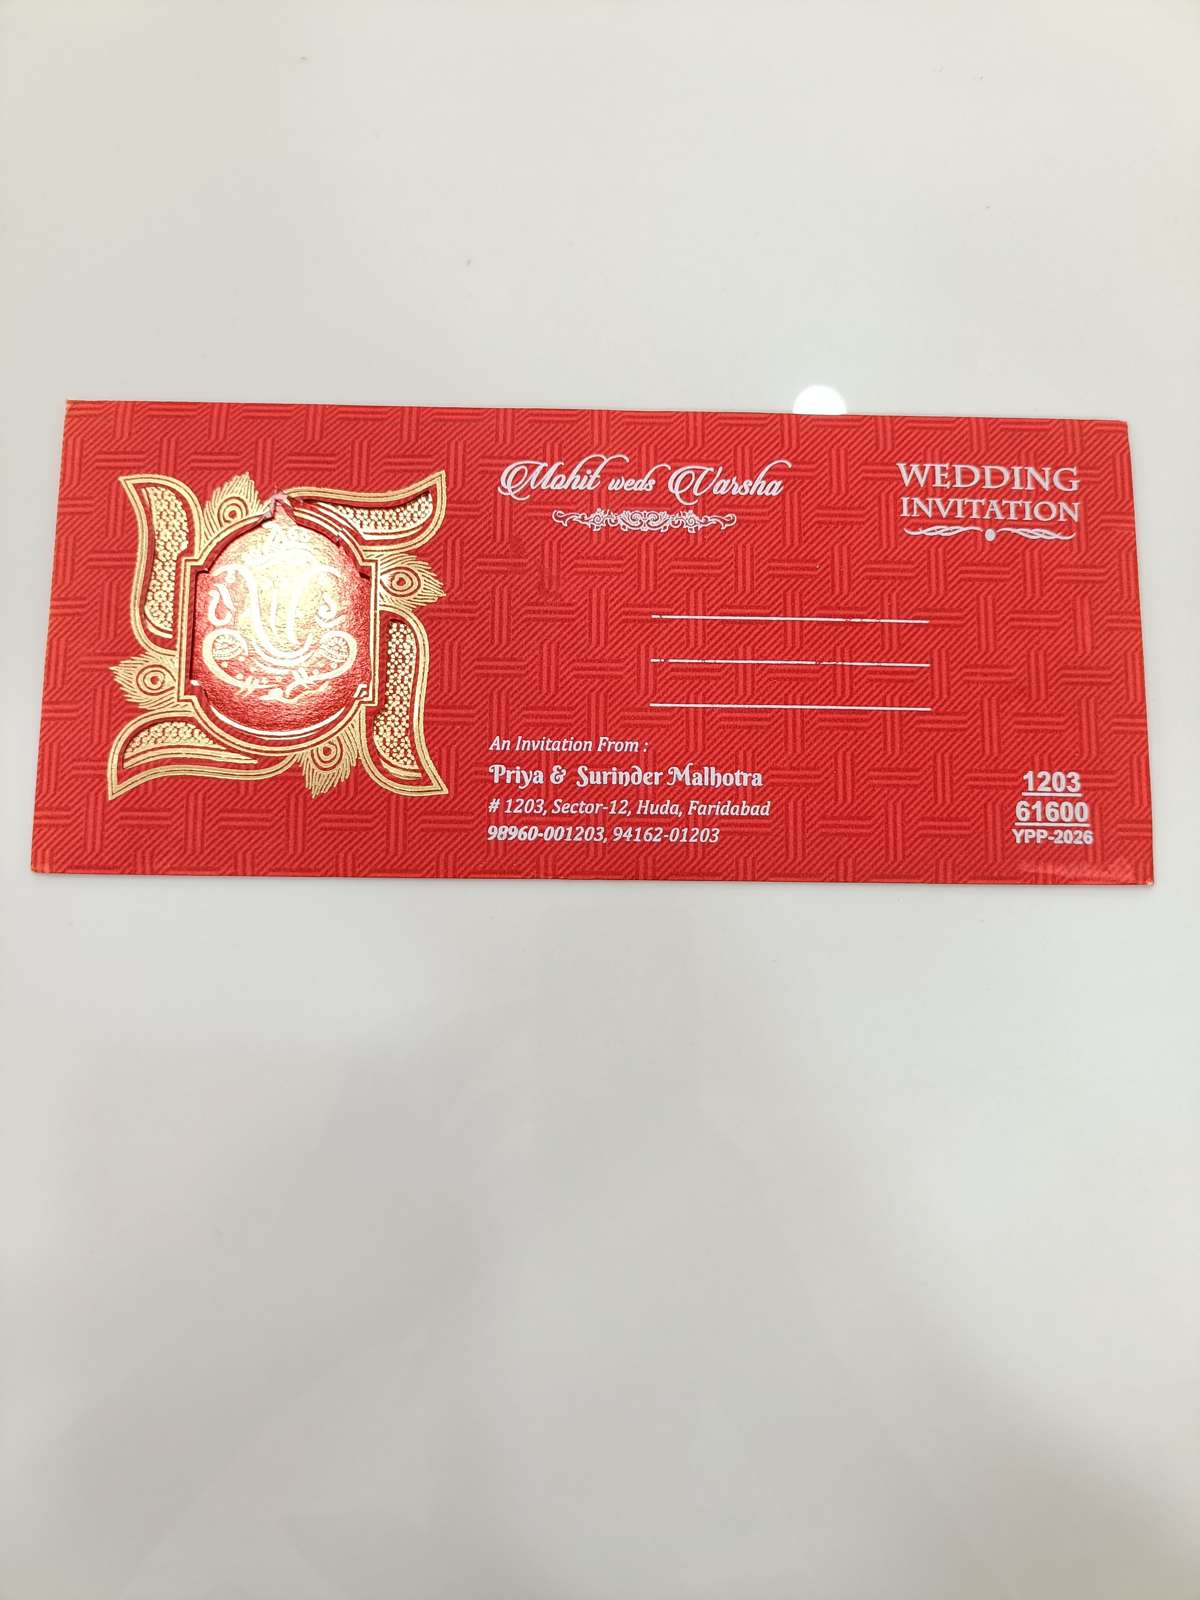 Mohit weds Varsha
WEDDING
INVITATION
An Invitation From :
Priya & Surinder Malhotra
# 1203, Sector-12, Huda, Faridabad
98960-001203, 94162-01203
1203
61600
YPP-2026